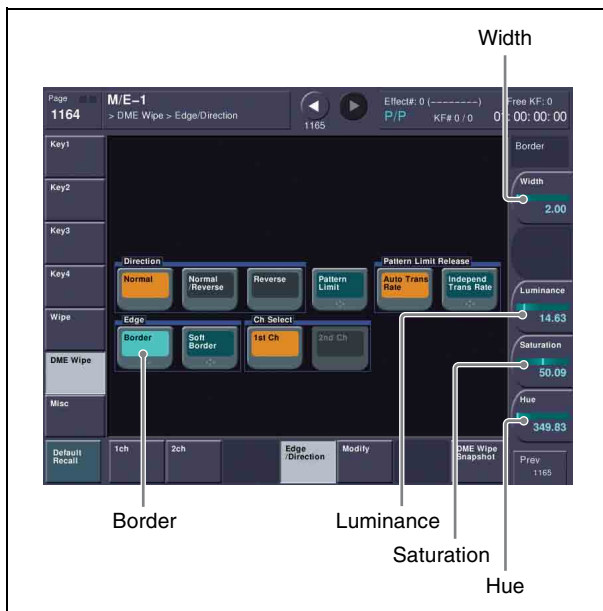 Width
Page
1164
M/E–1
> DME Wipe > Edge/Direction
1165
Effect#: 0 (--------)
Free KF: 0
P/P
KF# 0 / 0
01: 00: 00: 00
Key1
Key2
Key3
Key4
Wipe
DME Wipe
Misc
Default
Recall
Border
Width
2.00
Direction
Pattern Limit Release
Normal
Normal
/Reverse
Reverse
Pattern
Limit
Auto Trans
Rate
Independ
Trans Rate
Luminance
14.63
Edge
Ch Select
Border
Soft
Border
1st Ch
2nd Ch
Saturation
50.09
Hue
349.83
1ch
2ch
Edge
/Direction
Modify
DME Wipe
Snapshot
Prev
1165
Border
Luminance
Saturation
Hue